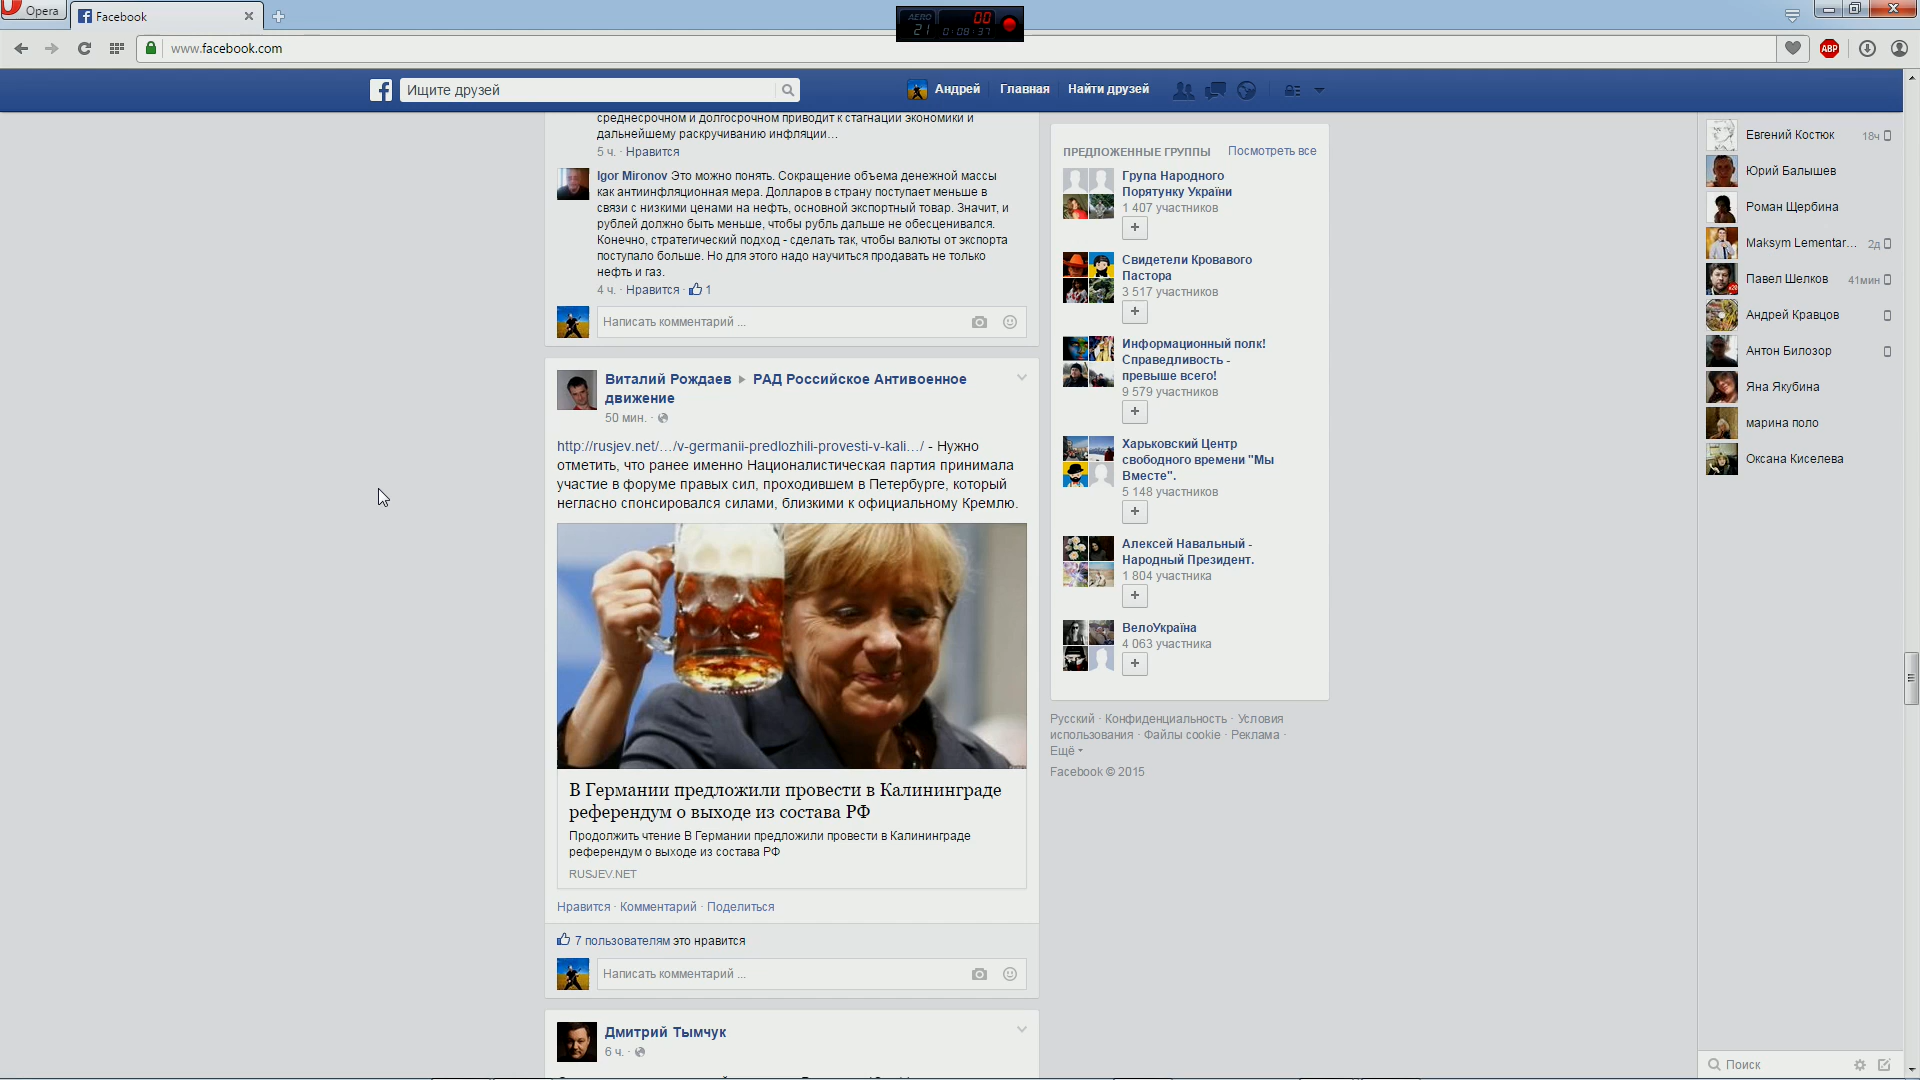 Opera
Facebook
AERO
21
00
0:08:37
www.facebook.com
ABP
Ищите друзей
Андрей
Главная
Найти друзей
среднесрочном и долгосрочном приводит к стагнации экономики и
дальнейшему раскручиванию инфляции…
5 ч. · Нравится
Igor Mironov Это можно понять. Сокращение объема денежной массы
как антиинфляционная мера. Долларов в страну поступает меньше в
связи с низкими ценами на нефть, основной экспортный товар. Значит, и
рублей должно быть меньше, чтобы рубль дальше не обесценивался.
Конечно, стратегический подход - сделать так, чтобы валюты от экспорта
поступало больше. Но для этого надо научиться продавать не только
нефть и газ.
4 ч. · Нравится · 1
Написать комментарий ...
Виталий Рождаев ▸ РАД Российское Антивоенное
движение
50 мин. ·
http://rusjev.net/…/v-germanii-predlozhili-provesti-v-kali…/ - Нужно
отметить, что ранее именно Националистическая партия принимала
участие в форуме правых сил, проходившем в Петербурге, который
негласно спонсировался силами, близкими к официальному Кремлю.
В Германии предложили провести в Калининграде
референдум о выходе из состава РФ
Продолжить чтение В Германии предложили провести в Калининграде
референдум о выходе из состава РФ
RUSJEV.NET
Нравится · Комментарий · Поделиться
7 пользователям это нравится
Написать комментарий ...
Дмитрий Тымчук
6 ч. ·
ПРЕДЛОЖЕННЫЕ ГРУППЫ
Посмотреть все
Група Народного
Порятунку України
1 407 участников
+
Свидетели Кровавого
Пастора
3 517 участников
+
Информационный полк!
Справедливость -
превыше всего!
9 579 участников
+
Харьковский Центр
свободного времени "Мы
Вместе".
5 148 участников
+
Алексей Навальный -
Народный Президент.
1 804 участника
+
ВелоУкраїна
4 063 участника
+
Русский · Конфиденциальность · Условия
использования · Файлы cookie · Реклама ·
Ещё
Facebook © 2015
Евгений Костюк 18ч
Юрий Балышев
Роман Щербина
Maksym Lementar... 2д
Павел Шелков 41мин
Андрей Кравцов
Антон Билозор
Яна Якубина
марина поло
Оксана Киселева
Поиск